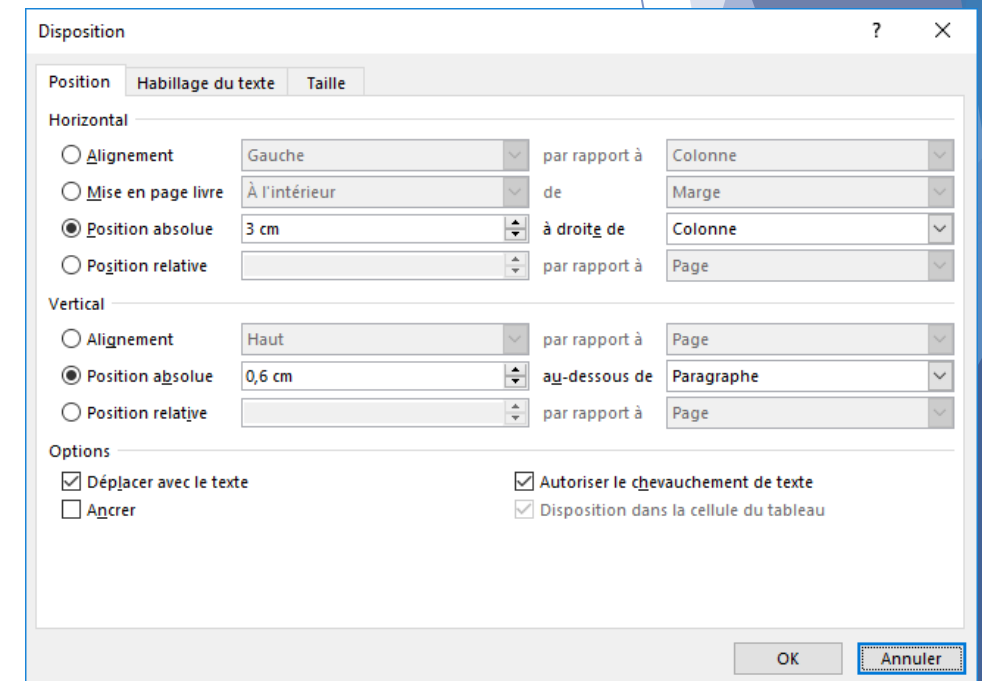 Disposition ?
Position Habillage du texte Taille
Horizontal
Alignement Gauche par rapport à Colonne
Mise en page livre À l'intérieur de Marge
Position absolue 3 cm à droite de Colonne
Position relative par rapport à Page
Vertical
Alignement Haut par rapport à Page
Position absolue 0,6 cm au-dessous de Paragraphe
Position relative par rapport à Page
Options
Déplacer avec le texte Autoriser le chevauchement de texte
Ancrer Disposition dans la cellule du tableau
OK Annuler